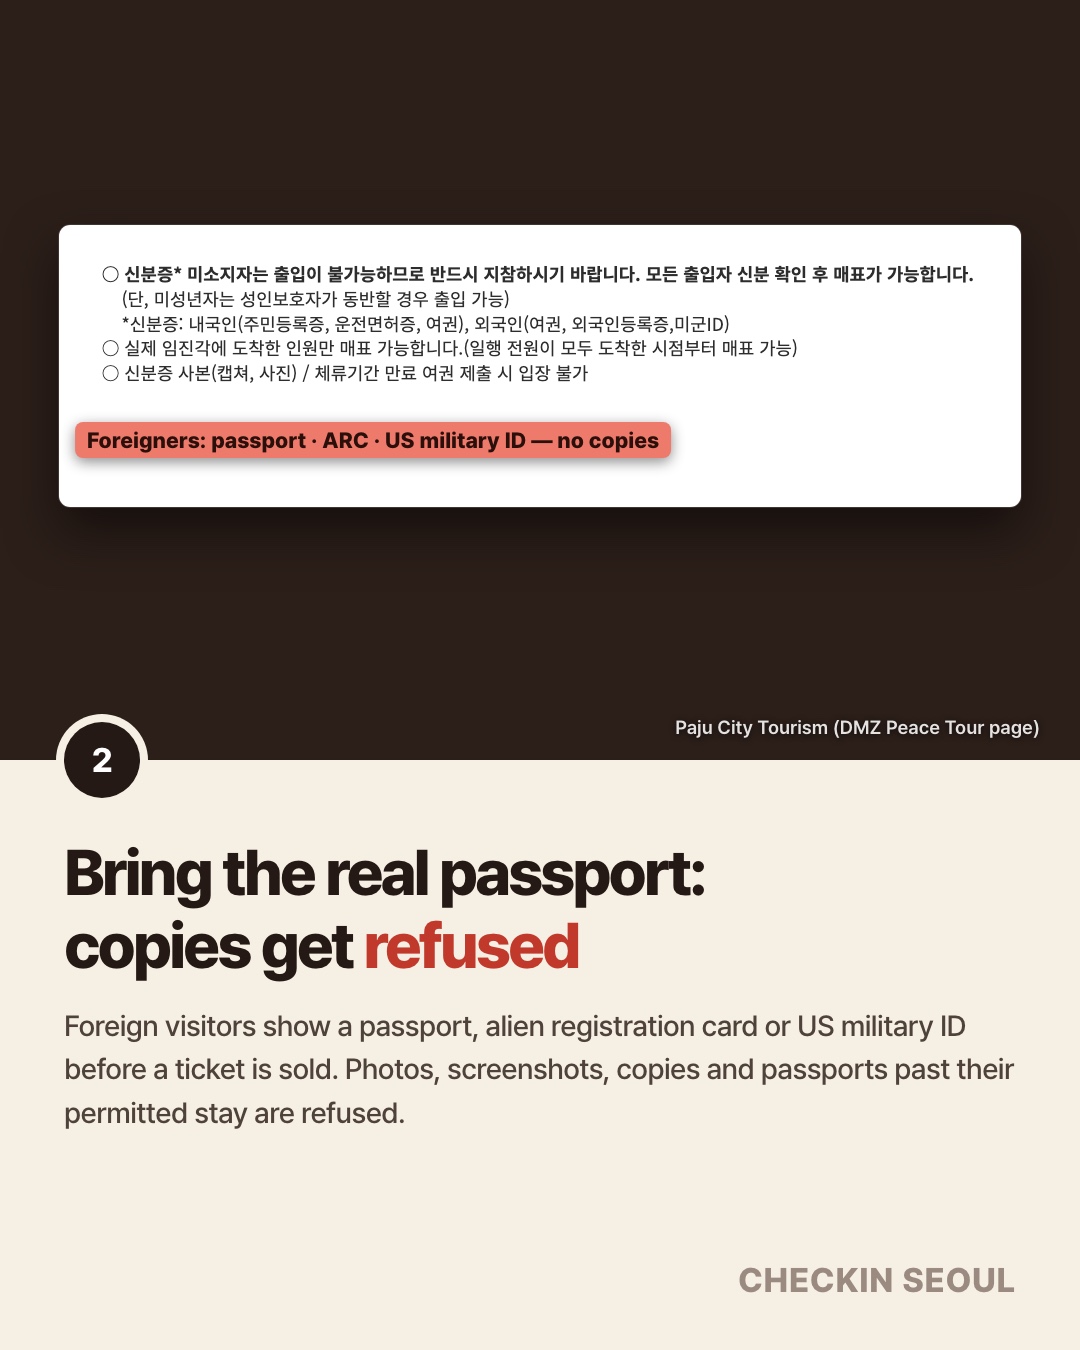 ○ 신분증* 미소지자는 출입이 불가능하므로 반드시 지참하시기 바랍니다. 모든 출입자 신분 확인 후 매표가 가능합니다.
(단, 미성년자는 성인보호자가 동반할 경우 출입 가능)
*신분증: 내국인(주민등록증, 운전면허증, 여권), 외국인(여권, 외국인등록증,미군ID)
○ 실제 임진각에 도착한 인원만 매표 가능합니다.(일행 전원이 모두 도착한 시점부터 매표 가능)
○ 신분증 사본(캡쳐, 사진) / 체류기간 만료 여권 제출 시 입장 불가
Foreigners: passport · ARC · US military ID — no copies
Paju City Tourism (DMZ Peace Tour page)
2
Bring the real passport:
copies get refused
Foreign visitors show a passport, alien registration card or US military ID
before a ticket is sold. Photos, screenshots, copies and passports past their
permitted stay are refused.
CHECKIN SEOUL